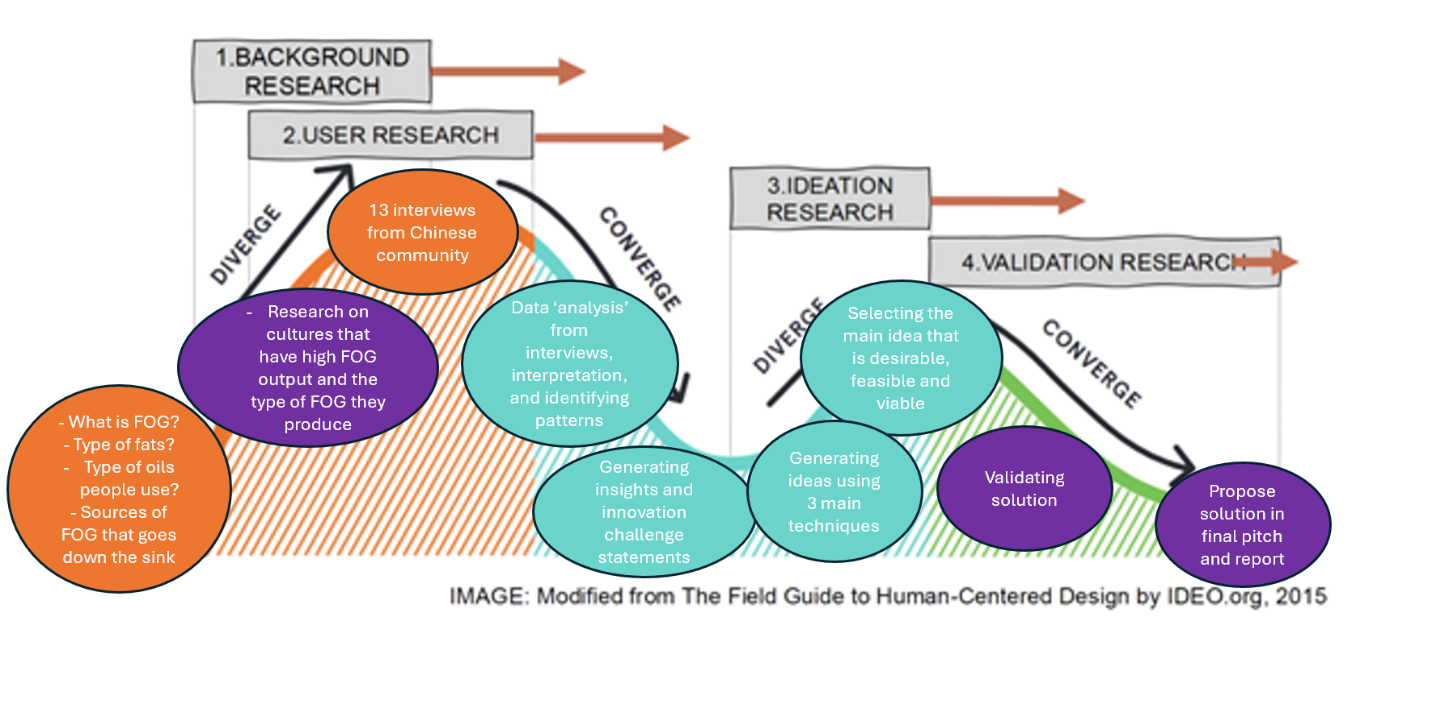 1.BACKGROUND
RESEARCH
2.USER RESEARCH
3.IDEATION
RESEARCH
4.VALIDATION RESEARCH
DIVERGE
CONVERGE
DIVERGE
CONVERGE
- What is FOG?
- Type of fats?
- Type of oils
people use?
- Sources of
FOG that goes
down the sink
- Research on
cultures that
have high FOG
output and the
type of FOG they
produce
13 interviews
from Chinese
community
Data ‘analysis’
from
interviews,
interpretation,
and identifying
patterns
Generating
insights and
innovation
challenge
statements
Generating
ideas using
3 main
techniques
Selecting the
main idea that
is desirable,
feasible and
viable
Validating
solution
Propose
solution in
final pitch
and report
IMAGE: Modified from The Field Guide to Human-Centered Design by IDEO.org, 2015